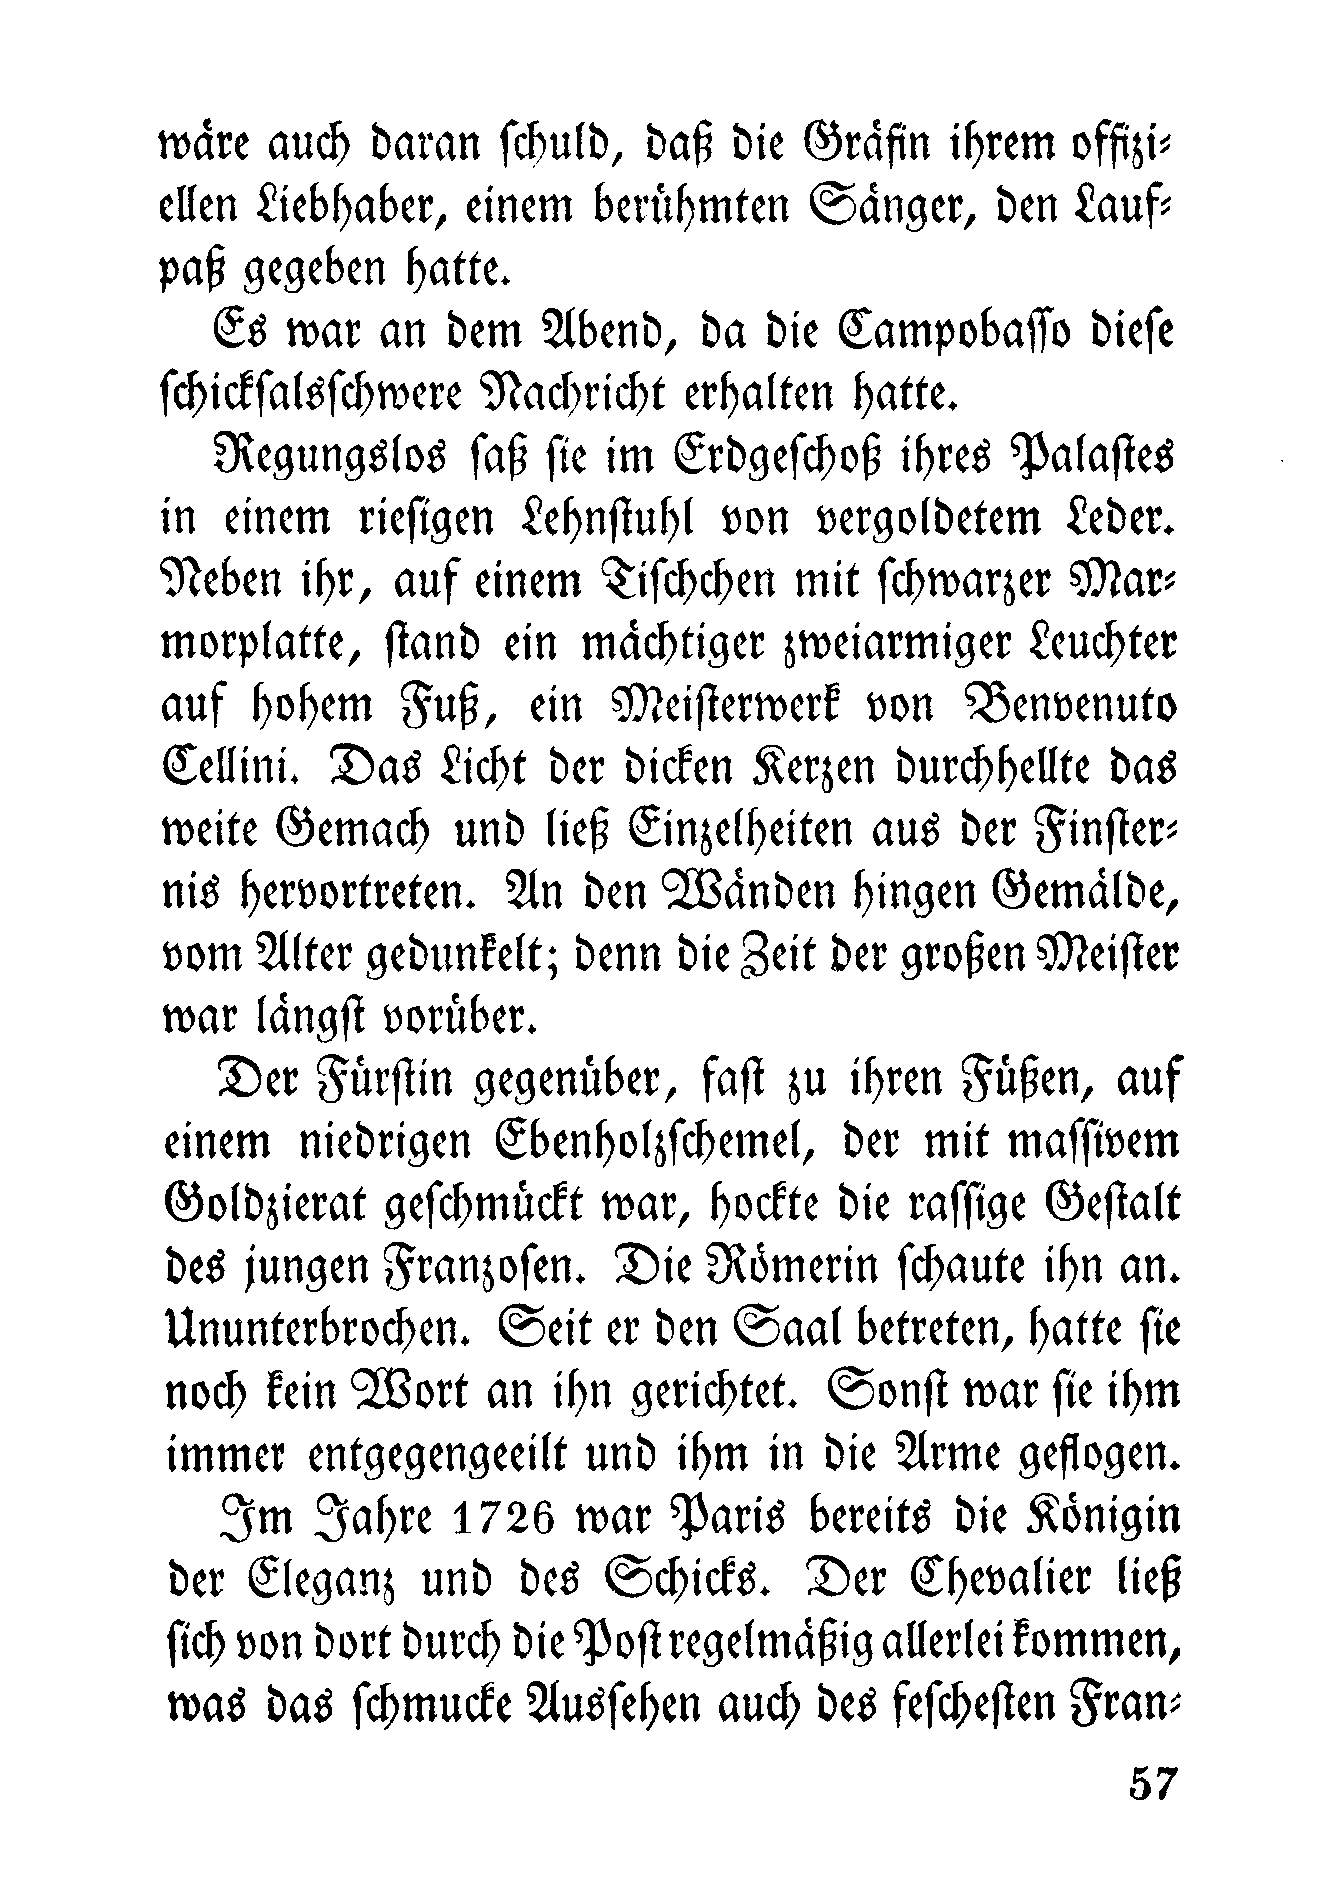 wäre auch daran ſchuld, daß die Gräfin ihrem offizi⸗
ellen Liebhaber, einem berühmten Sänger, den Lauf⸗
paß gegeben hatte.
Es war an dem Abend, da die Campobaſſo dieſe
ſchickſalsſchwere Nachricht erhalten hatte.
Regungslos ſaß ſie im Erdgeſchoß ihres Palaſtes
in einem rieſigen Lehnſtuhl von vergoldetem Leder.
Neben ihr, auf einem Tiſchchen mit ſchwarzer Mar⸗
morplatte, ſtand ein mächtiger zweiarmiger Leuchter
auf hohem Fuß, ein Meiſterwerk von Benvenuto
Cellini. Das Licht der dicken Kerzen durchhellte das
weite Gemach und ließ Einzelheiten aus der Finſter⸗
nis hervortreten. An den Wänden hingen Gemälde,
vom Alter gedunkelt; denn die Zeit der großen Meiſter
war längſt vorüber.
Der Fürſtin gegenüber, faſt zu ihren Füßen, auf
einem niedrigen Ebenholzſchemel, der mit maſſivem
Goldzierat geſchmückt war, hockte die raſſige Geſtalt
des jungen Franzoſen. Die Römerin ſchaute ihn an.
Ununterbrochen. Seit er den Saal betreten, hatte ſie
noch kein Wort an ihn gerichtet. Sonſt war ſie ihm
immer entgegengeeilt und ihm in die Arme geflogen.
Im Jahre 1726 war Paris bereits die Königin
der Eleganz und des Schicks. Der Chevalier ließ
ſich von dort durch die Poſt regelmäßig allerlei kommen,
was das ſchmucke Ausſehen auch des feſcheſten Fran⸗
57